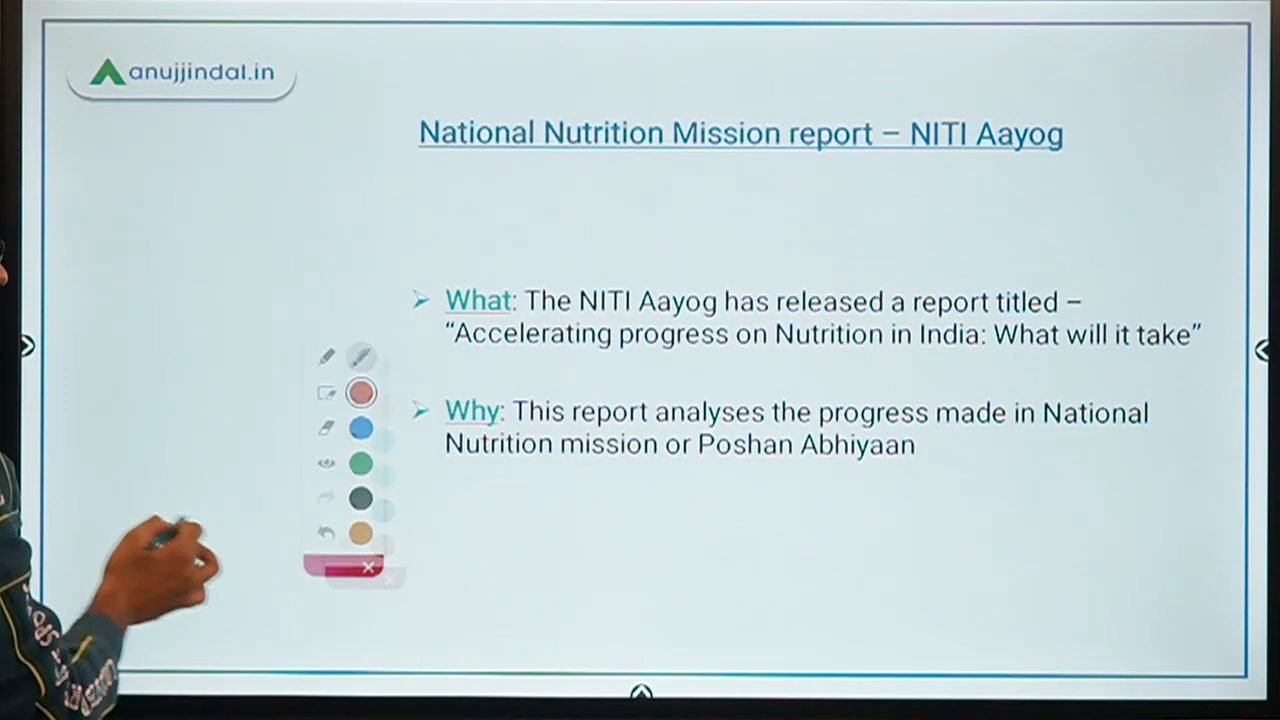 anujjindal.in
National Nutrition Mission report – NITI Aayog
What: The NITI Aayog has released a report titled –
“Accelerating progress on Nutrition in India: What will it take”
Why: This report analyses the progress made in National
Nutrition mission or Poshan Abhiyaan